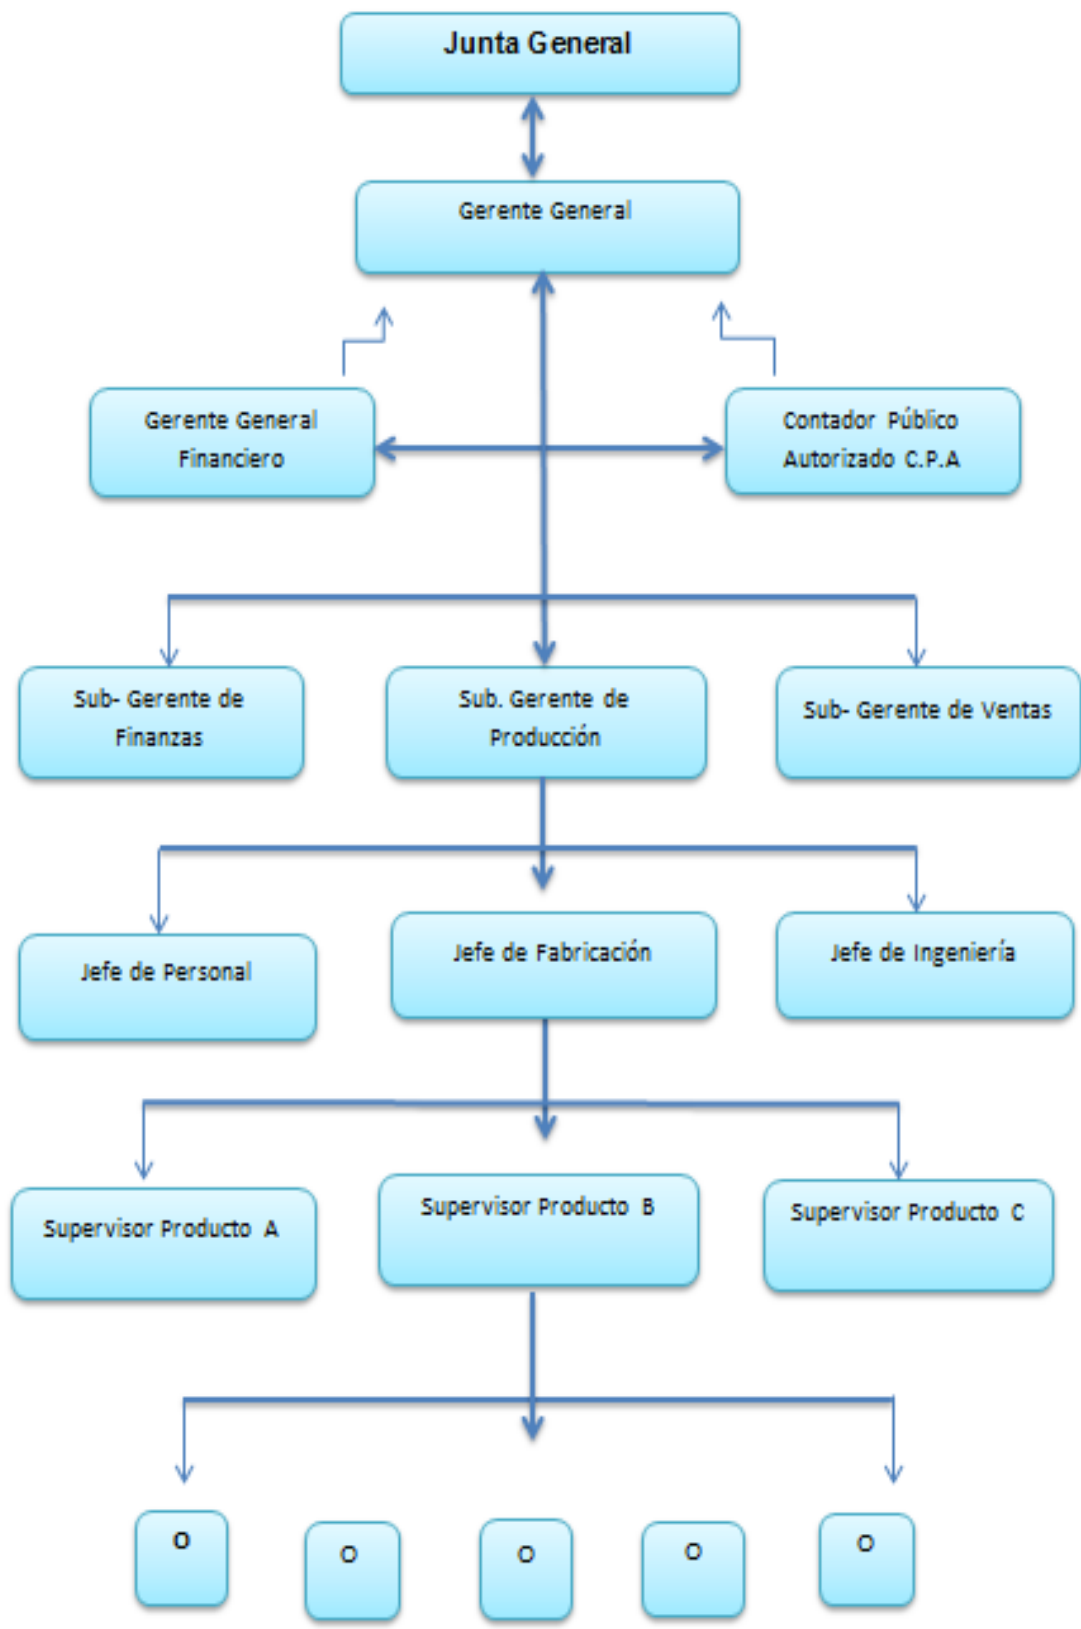 Junta General
Gerente General
Gerente General
Financiero
Contador Público
Autorizado C.P.A
Sub- Gerente de
Finanzas
Sub. Gerente de
Producción
Sub- Gerente de Ventas
Jefe de Personal
Jefe de Fabricación
Jefe de Ingeniería
Supervisor Producto A
Supervisor Producto B
Supervisor Producto C
O
O
O
O
O